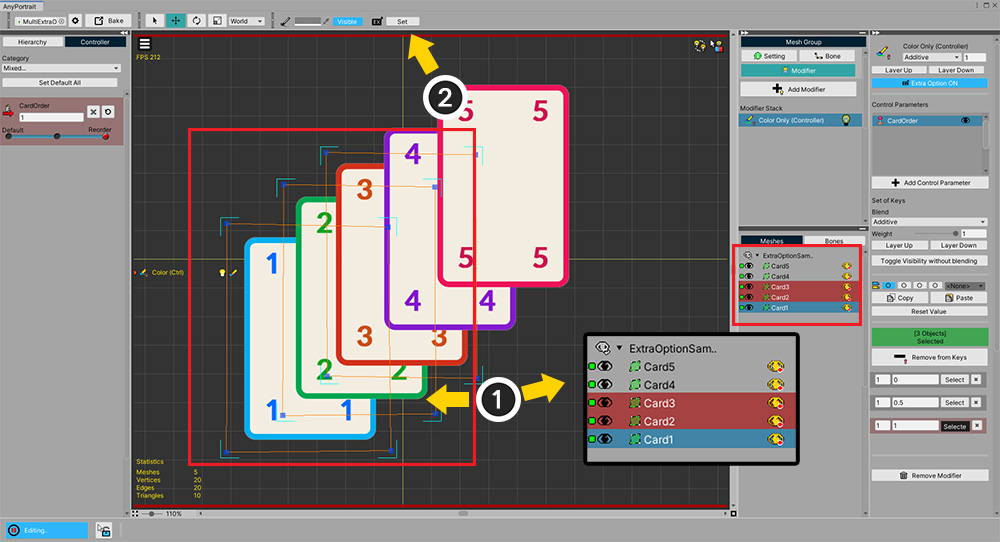 AnyPortrait
MultiExtraO
Bake
World
Visible
Set
Hierarchy
Controller
Category
Mixed...
Set Default All
CardOrder
1
Default
Reorder
FPS 212
2
5 5
5 5
4
4 4
3
3 3
2
2 2
1
1 1
Color (Ctrl)
1
Statistics
Meshes 5
Vertices 20
Edges 20
Triangles 10
110%
Editing..
ExtraOptionSam..
Card5
Card4
Card3
Card2
Card1
Mesh Group
Setting
Bone
Modifier
Add Modifier
Modifier Stack
Color Only (Controller)
Meshes
Bones
ExtraOptionSam..
Card5
Card4
Card3
Card2
Card1
Color Only (Controller)
Additive 1
Layer Up
Layer Down
Extra Option ON
Control Parameters
CardOrder
Add Control Parameter
Set of Keys
Blend
Additive
Weight 1
Layer Up
Layer Down
Toggle Visibility without blending
<None>
Copy
Paste
Reset Value
[3 Objects]
Selected
Remove from Keys
1 0 Select
1 0.5 Select
1 1 Selecte
Remove Modifier